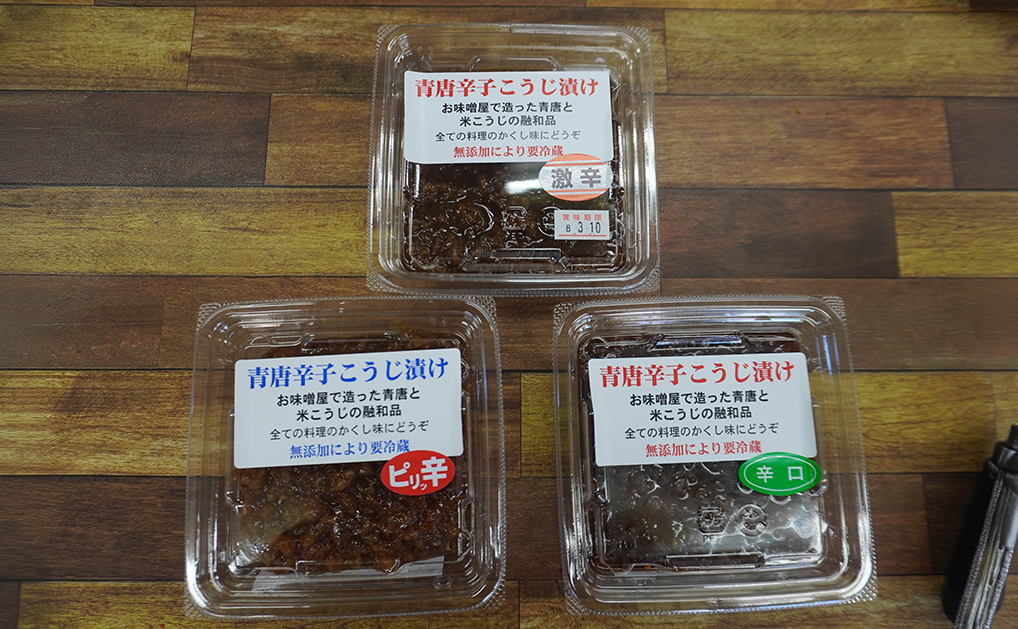 青唐辛子こうじ漬け
お味噌屋で造った青唐と
米こうじの融和品
全ての料理のかくし味にどうぞ
無添加により要冷蔵
激辛
賞味期限
8 3 10
青唐辛子こうじ漬け
お味噌屋で造った青唐と
米こうじの融和品
全ての料理のかくし味にどうぞ
無添加により要冷蔵
ピリッ辛
青唐辛子こうじ漬け
お味噌屋で造った青唐と
米こうじの融和品
全ての料理のかくし味にどうぞ
無添加により要冷蔵
辛口